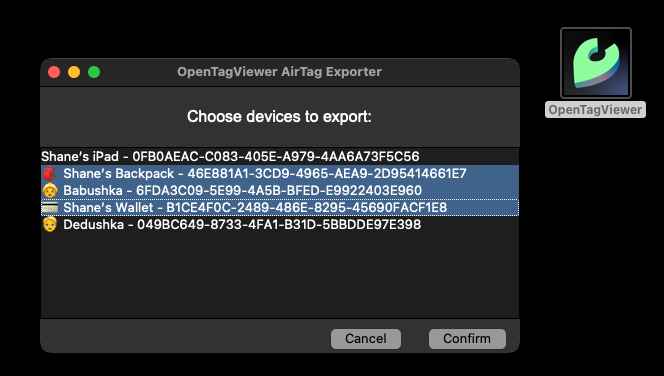 OpenTagViewer AirTag Exporter
Choose devices to export:
Shane's iPad - 0FB0AEAC-C083-405E-A979-4AA6A73F5C56
Shane's Backpack - 46E881A1-3CD9-4965-AEA9-2D95414661E7
Babushka - 6FDA3C09-5E99-4A5B-BFED-E9922403E960
Shane's Wallet - B1CE4F0C-2489-486E-8295-45690FACF1E8
Dedushka - 049BC649-8733-4FA1-B31D-5BBDDE97E398
Cancel
Confirm
OpenTagViewer